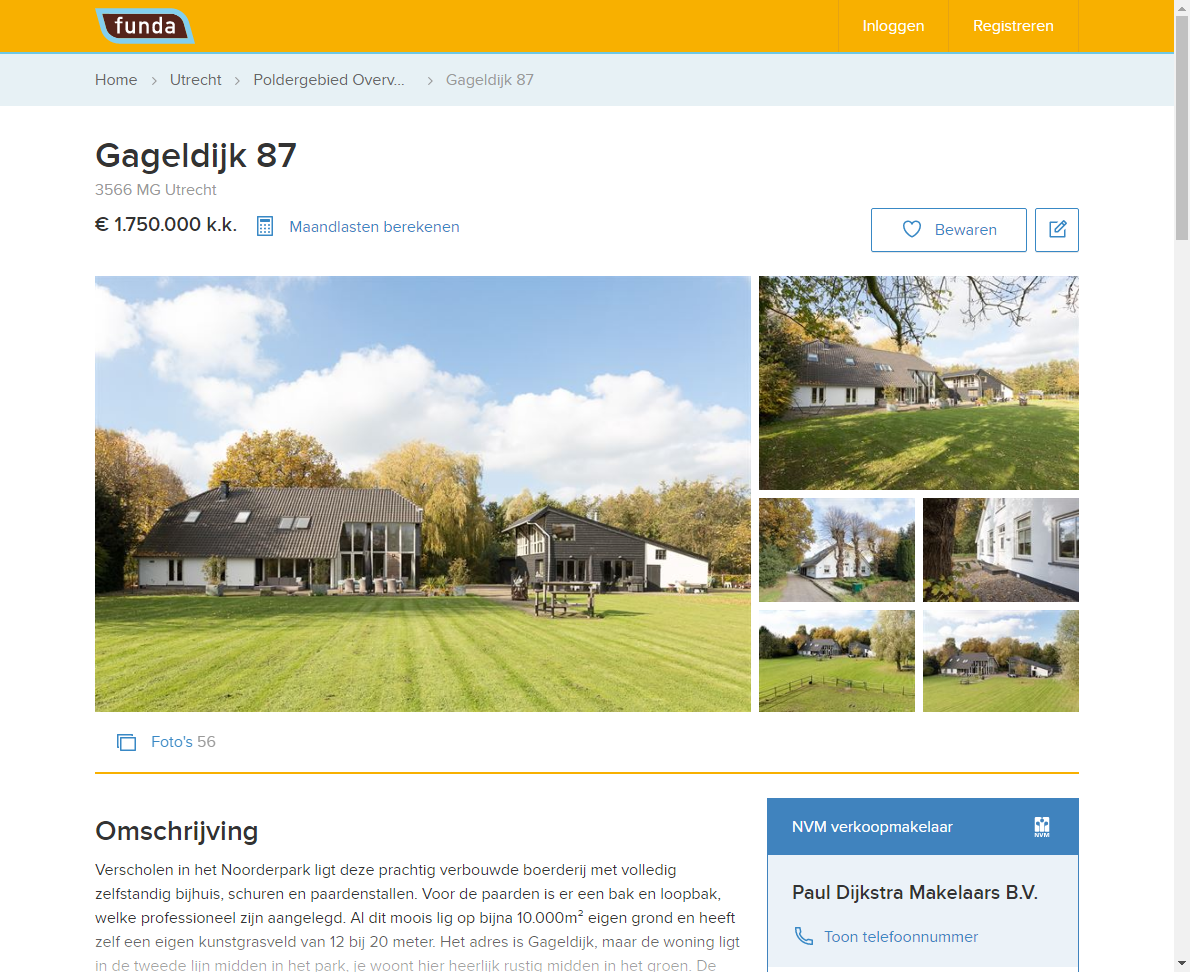 funda
Inloggen
Registreren
Home > Utrecht > Poldergebied Overv... > Gageldijk 87
Gageldijk 87
3566 MG Utrecht
€ 1.750.000 k.k.
Maandlasten berekenen
Bewaren
Foto's 56
Omschrijving
Verscholen in het Noorderpark ligt deze prachtig verbouwde boerderij met volledig
zelfstandig bijhuis, schuren en paardenstallen. Voor de paarden is er een bak en loopbak,
welke professioneel zijn aangelegd. Al dit moois lig op bijna 10.000m² eigen grond en heeft
zelf een eigen kunstgrasveld van 12 bij 20 meter. Het adres is Gageldijk, maar de woning ligt
in de tweede lijn midden in het park, je woont hier heerlijk rustig midden in het groen. De
NVM verkoopmakelaar
NVM
Paul Dijkstra Makelaars B.V.
Toon telefoonnummer